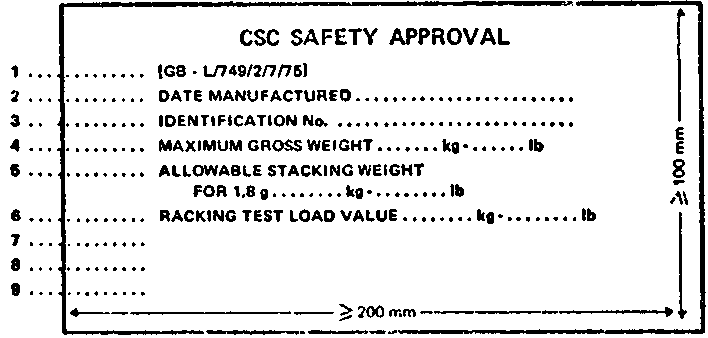 CSC SAFETY APPROVAL
1 ............. [GB - L/749/2/7/75]
2 ............. DATE MANUFACTURED ........................
3 ............. IDENTIFICATION No. ..........................
4 ............. MAXIMUM GROSS WEIGHT ....... kg - ...... lb
5 ............. ALLOWABLE STACKING WEIGHT
FOR 1,8 g ........ kg - ........ lb
6 ............. RACKING TEST LOAD VALUE ........ kg - ........ lb
7 .............
8 .............
9 .............
⩾ 200 mm
⩾ 100 mm